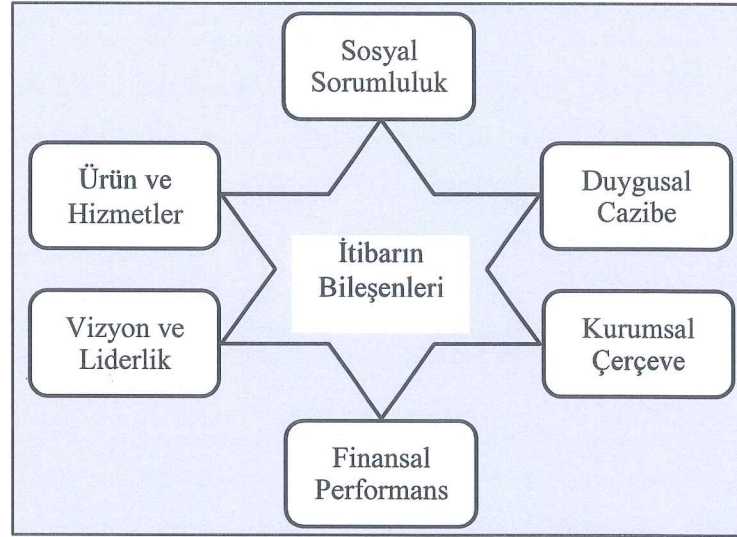 Sosyal
Sorumluluk
Ürün ve
Hizmetler
Duygusal
Cazibe
İtibarın
Bileşenleri
Vizyon ve
Liderlik
Kurumsal
Çerçeve
Finansal
Performans